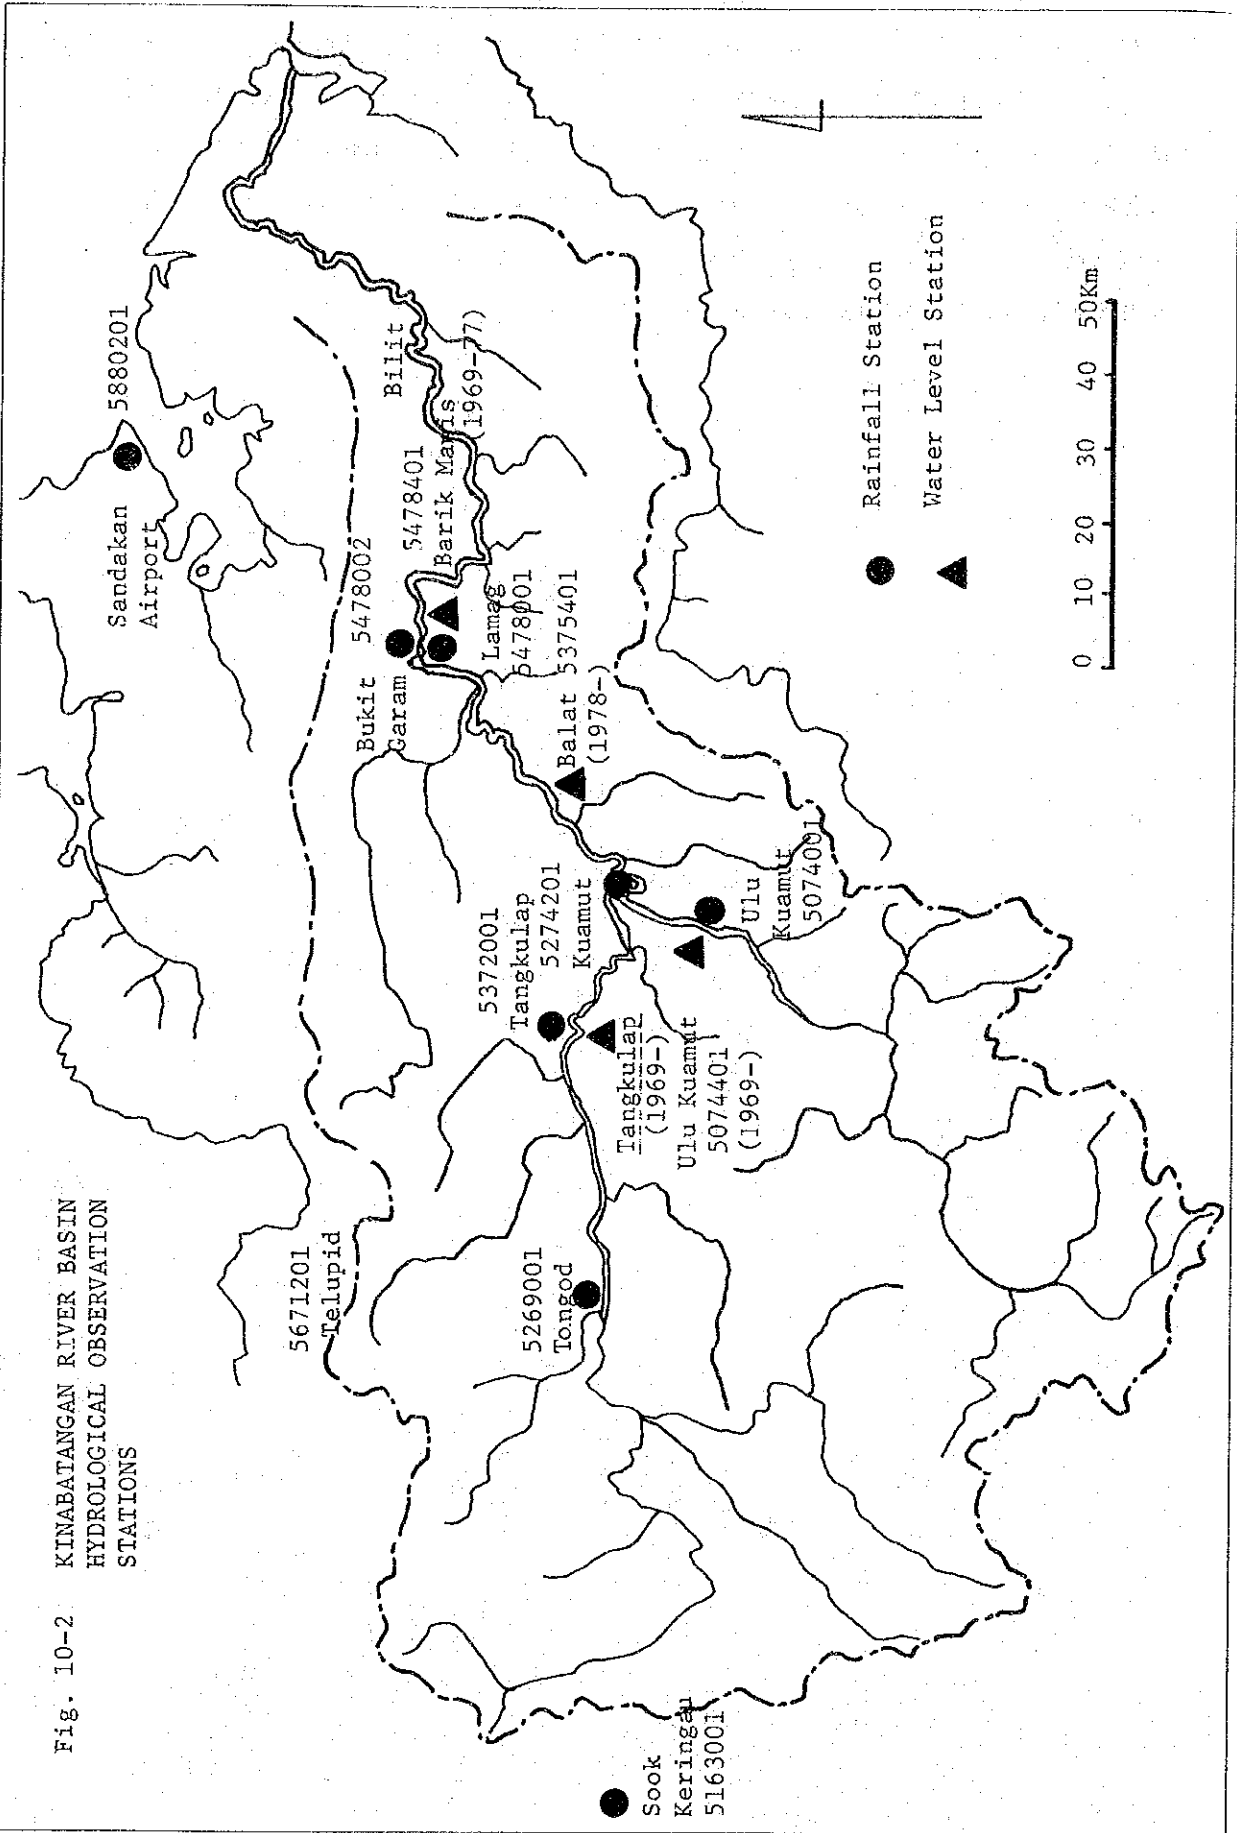 Fig. 10-2 KINABATANGAN RIVER BASIN
HYDROLOGICAL OBSERVATION
STATIONS
Sandakan
Airport
5880201
5671201
Telupid
Bukit
Garam
5478002
5478401
Barik Manis
(1969-77)
Bilit
Lamag
5478001
Balat 5375401
(1978-)
5372001
Tangkulap
5274201
Kuamut
5269001
Tongod
Tangkulap
(1969-)
Ulu Kuamut
5074401
(1969-)
Ulu
Kuamut
5074001
Sook
Keringau
5163001
Rainfall Station
Water Level Station
0 10 20 30 40 50Km